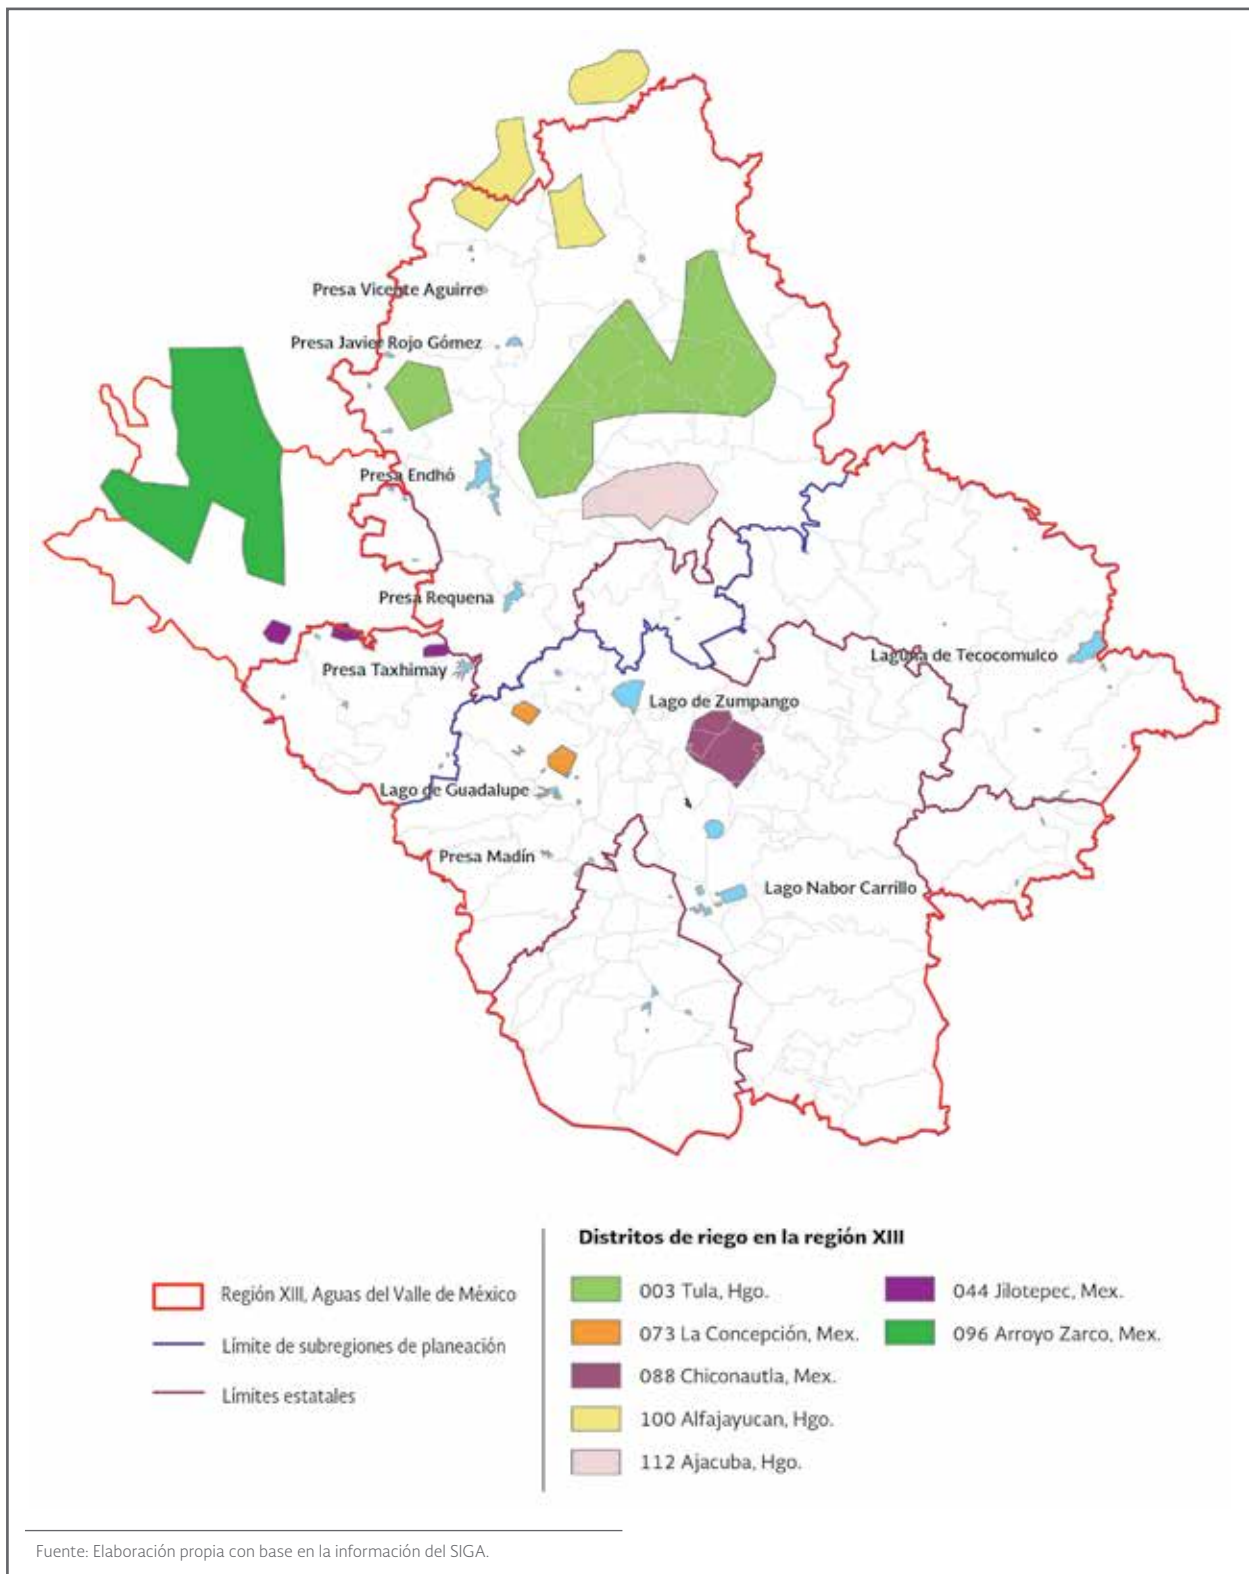 Presa Vicente Aguirre
Presa Javier Rojo Gómez
Presa Endhó
Presa Requena
Laguna de Tecocomulco
Presa Taxhimay
Lago de Zumpango
Lago de Guadalupe
Presa Madín
Lago Nabor Carrillo
Región XIII, Aguas del Valle de México
Límite de subregiones de planeación
Límites estatales
Distritos de riego en la región XIII
003 Tula, Hgo.
073 La Concepción, Mex.
088 Chiconautla, Mex.
100 Alfajayucan, Hgo.
112 Ajacuba, Hgo.
044 Jilotepec, Mex.
096 Arroyo Zarco, Mex.
Fuente: Elaboración propia con base en la información del SIGA.